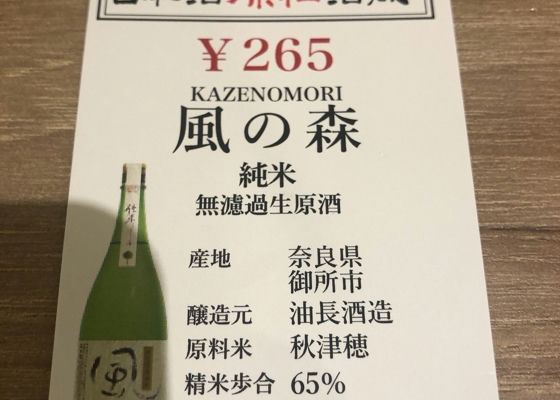 ¥265
KAZENOMORI
風の森
純米
無濾過生原酒
産地 奈良県
御所市
醸造元 油長酒造
原料米 秋津穂
精米歩合 65%
風